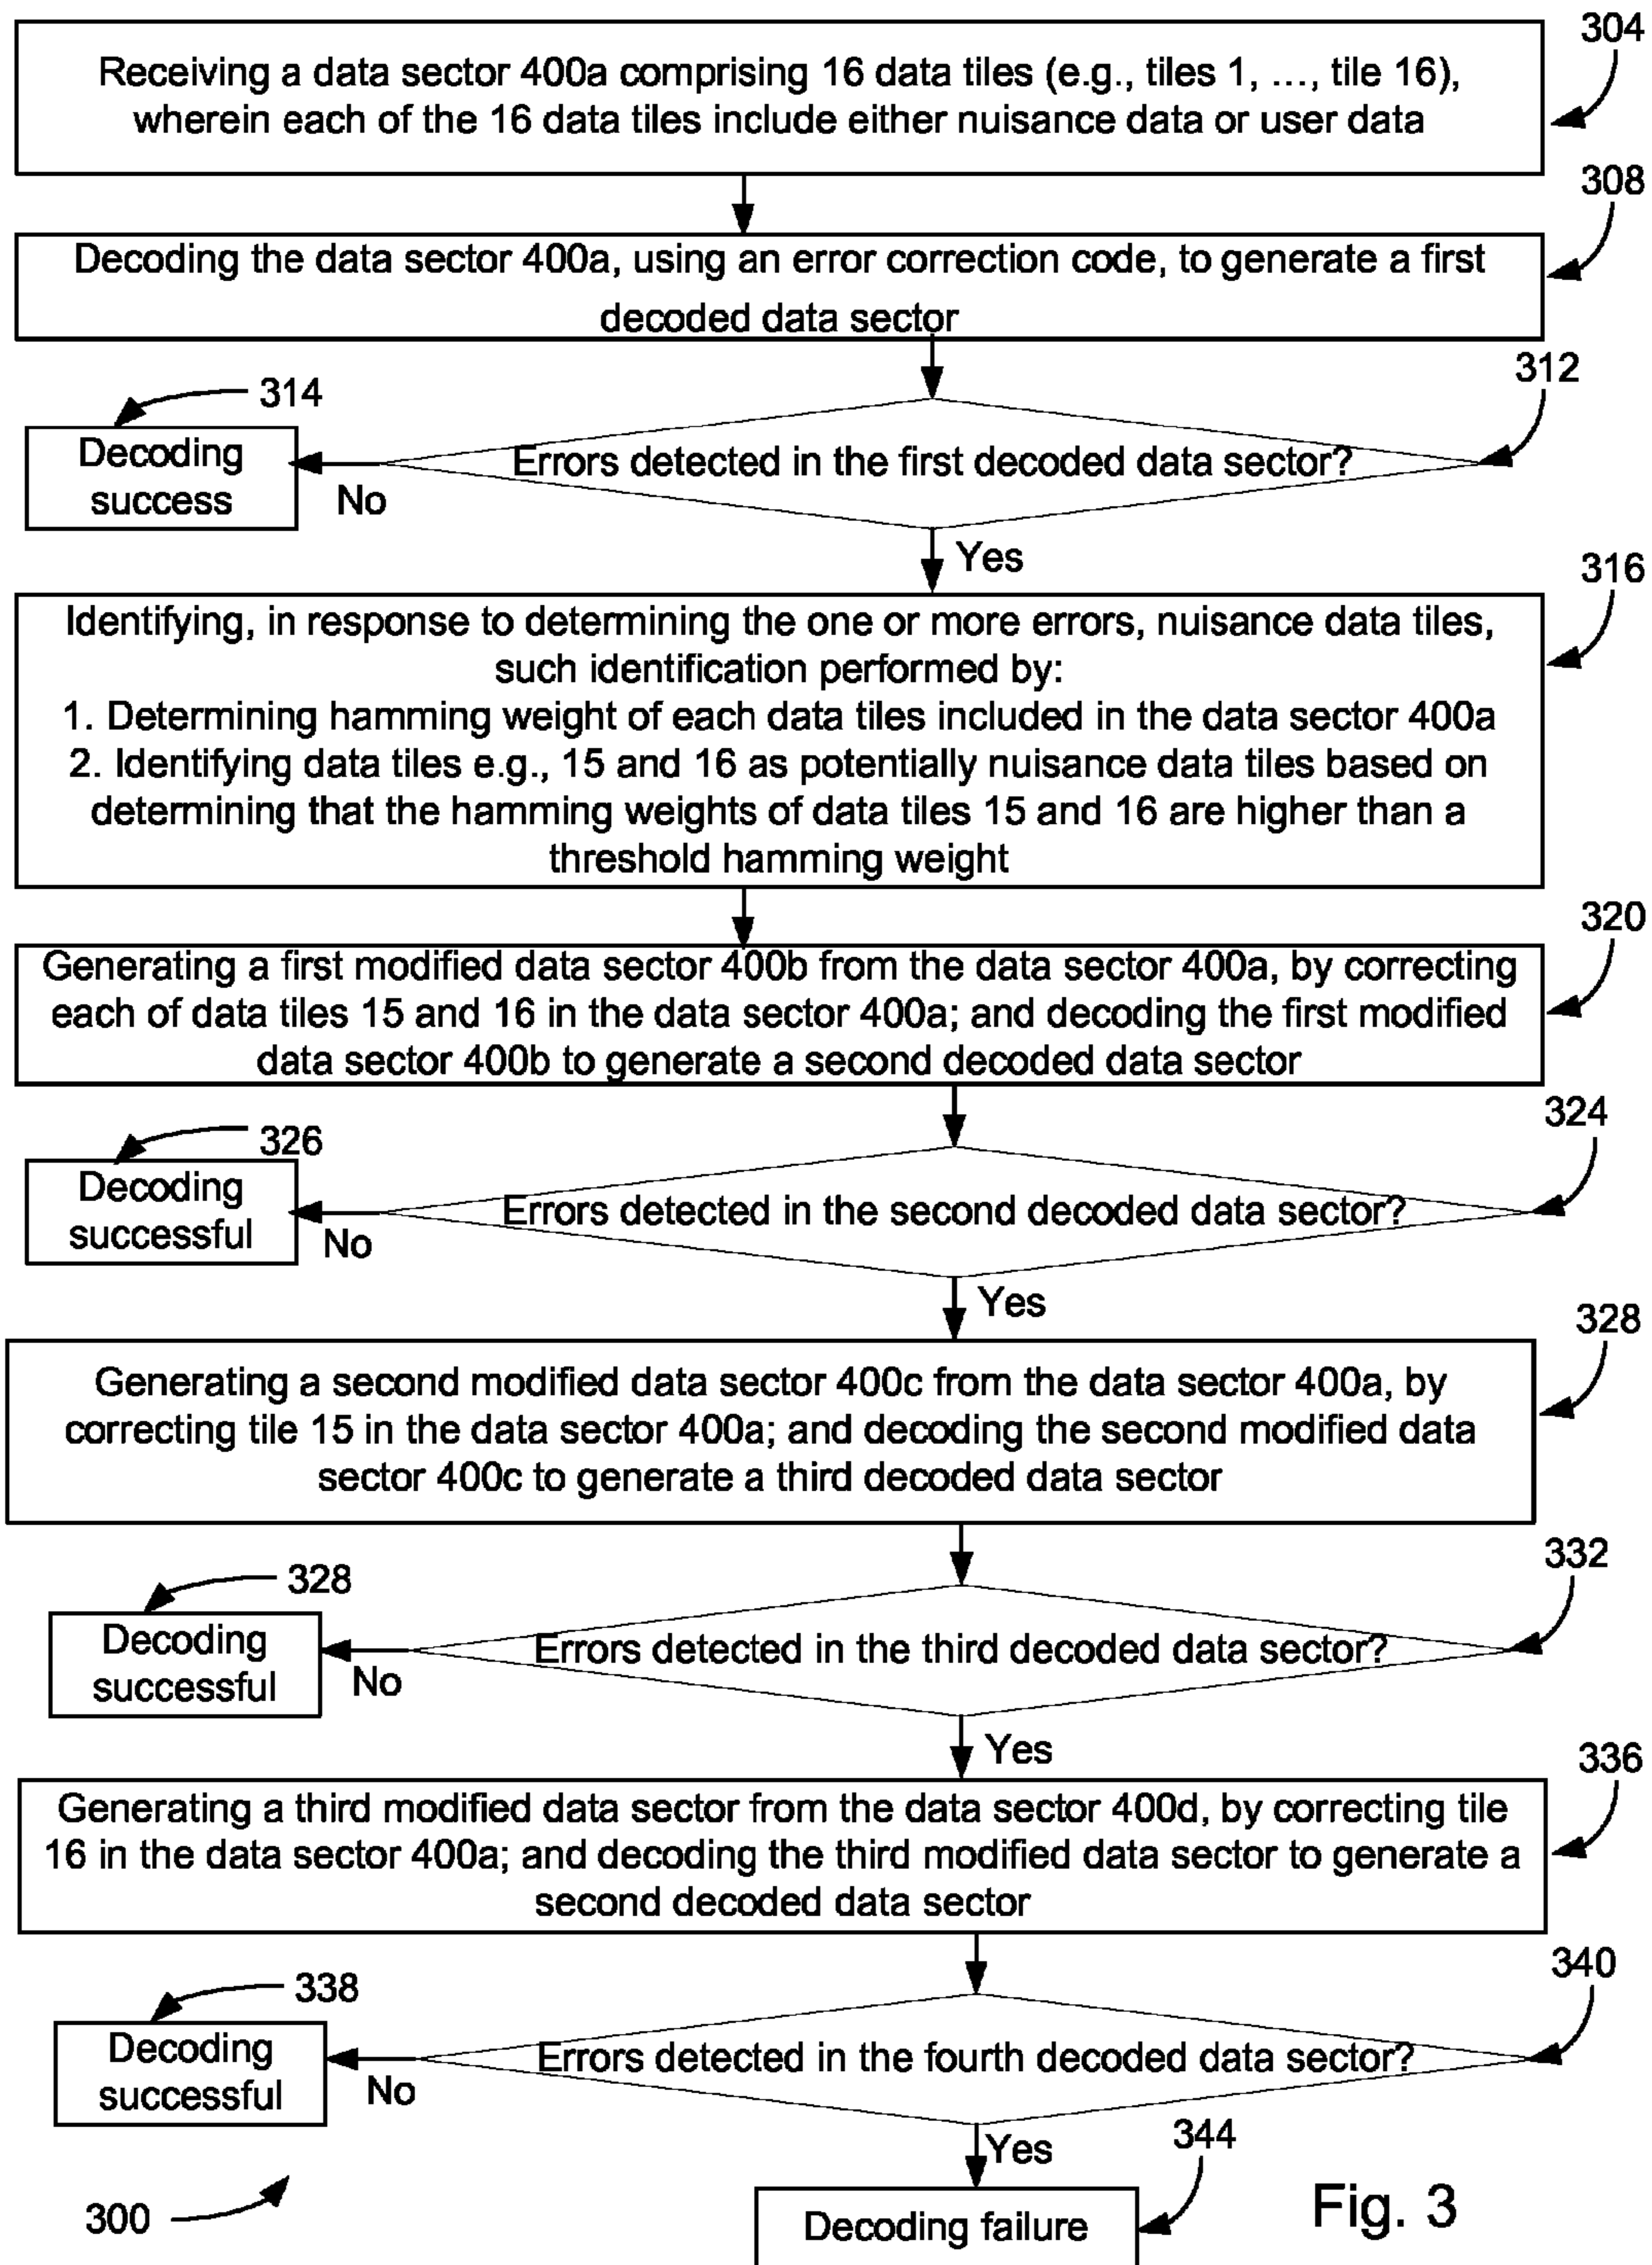 304
Receiving a data sector 400a comprising 16 data tiles (e.g., tiles 1, ..., tile 16),
wherein each of the 16 data tiles include either nuisance data or user data
308
Decoding the data sector 400a, using an error correction code, to generate a first
decoded data sector
312
314
Decoding
success
No
Errors detected in the first decoded data sector?
Yes
316
Identifying, in response to determining the one or more errors, nuisance data tiles,
such identification performed by:
1. Determining hamming weight of each data tiles included in the data sector 400a
2. Identifying data tiles e.g., 15 and 16 as potentially nuisance data tiles based on
determining that the hamming weights of data tiles 15 and 16 are higher than a
threshold hamming weight
320
Generating a first modified data sector 400b from the data sector 400a, by correcting
each of data tiles 15 and 16 in the data sector 400a; and decoding the first modified
data sector 400b to generate a second decoded data sector
324
326
Decoding
successful
No
Errors detected in the second decoded data sector?
Yes
328
Generating a second modified data sector 400c from the data sector 400a, by
correcting tile 15 in the data sector 400a; and decoding the second modified data
sector 400c to generate a third decoded data sector
332
328
Decoding
successful
No
Errors detected in the third decoded data sector?
Yes
336
Generating a third modified data sector from the data sector 400d, by correcting tile
16 in the data sector 400a; and decoding the third modified data sector to generate a
second decoded data sector
340
338
Decoding
successful
No
Errors detected in the fourth decoded data sector?
Yes
344
Decoding failure
300
Fig. 3